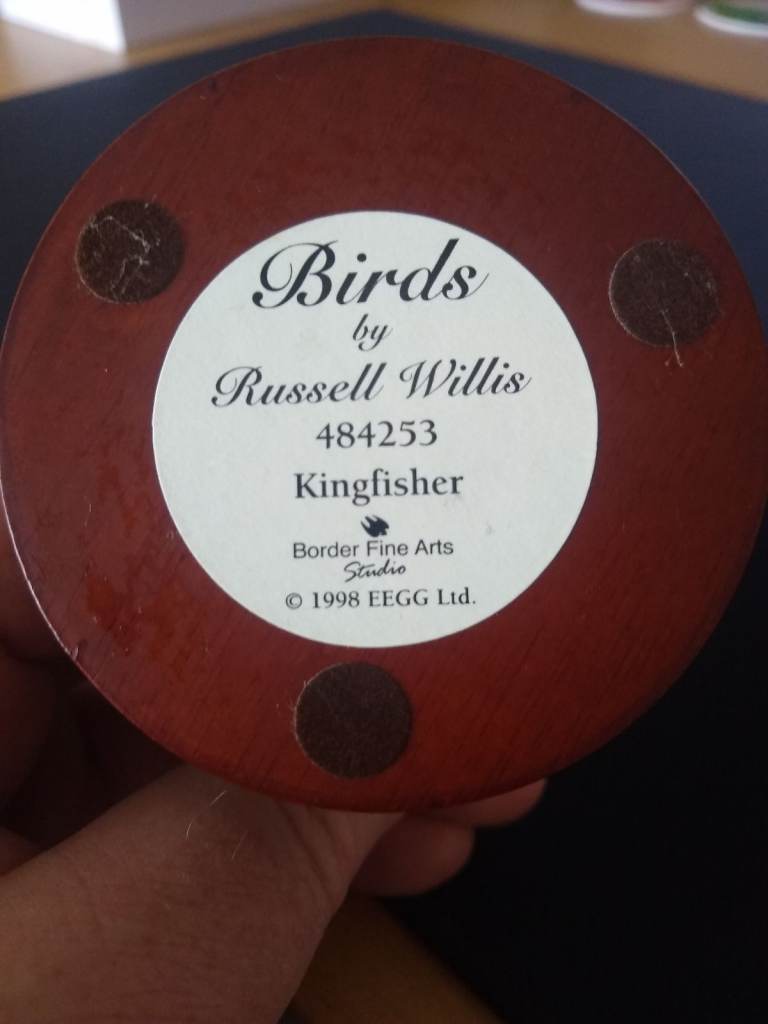 Birds
by
Russell Willis
484253
Kingfisher
Border Fine Arts
Studio
© 1998 EEGG Ltd.